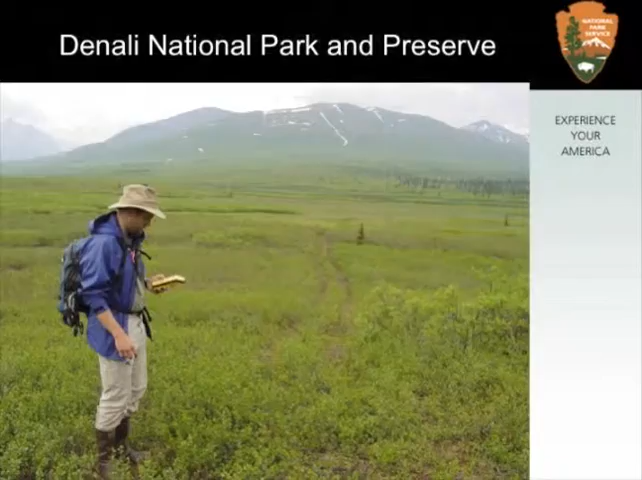 Denali National Park and Preserve
NATIONAL
PARK
SERVICE
EXPERIENCE
YOUR
AMERICA